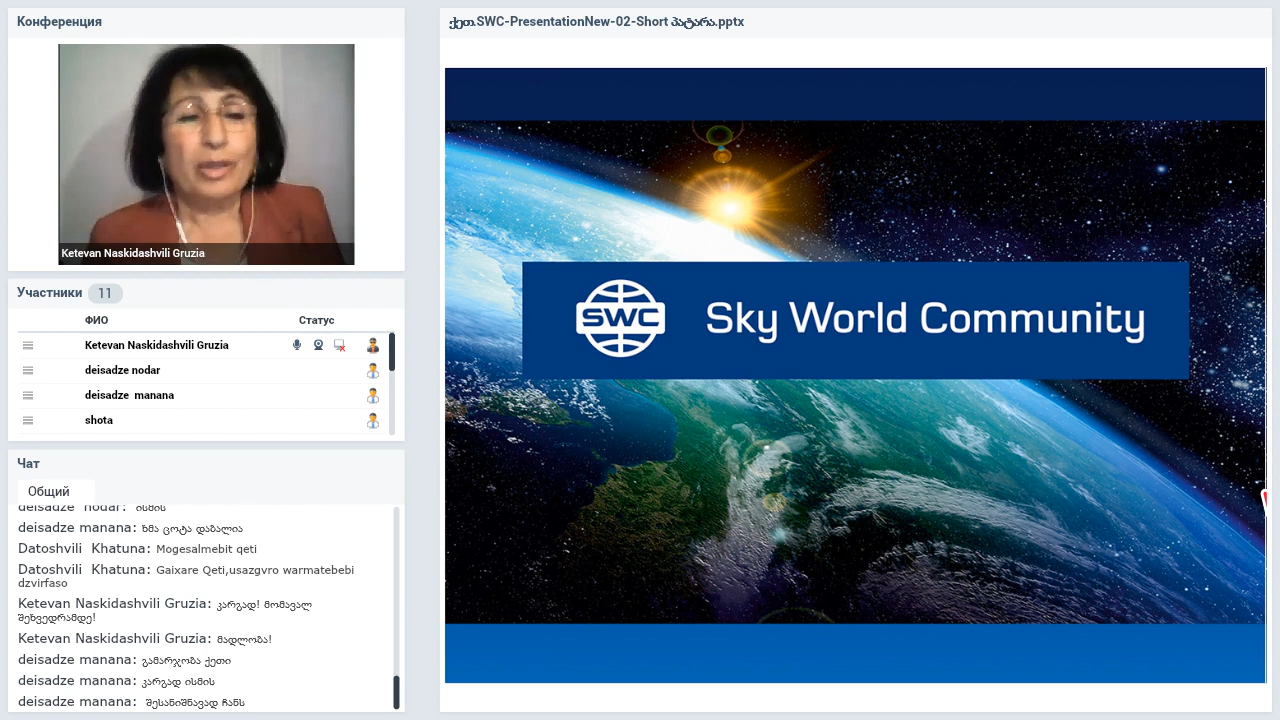 Конференция
Ketevan Naskidashvili Gruzia
Участники 11
ФИО Статус
Ketevan Naskidashvili Gruzia
deisadze nodar
deisadze manana
shota
Чат
Общий
deisadze nodar: ისმის
deisadze manana: ხმა ცოტა დაბალია
Datoshvili Khatuna: Mogesalmebit qeti
Datoshvili Khatuna: Gaixare Qeti,usazgvro warmatebebi
dzvirfaso
Ketevan Naskidashvili Gruzia: კარგად! მომავალ
შეხვედრამდე!
Ketevan Naskidashvili Gruzia: მადლობა!
deisadze manana: გამარჯობა ქეთი
deisadze manana: კარგად ისმის
deisadze manana: შესანიშნავად ჩანს
ქეთ.SWC-PresentationNew-02-Short პატარა.pptx
SWC Sky World Community